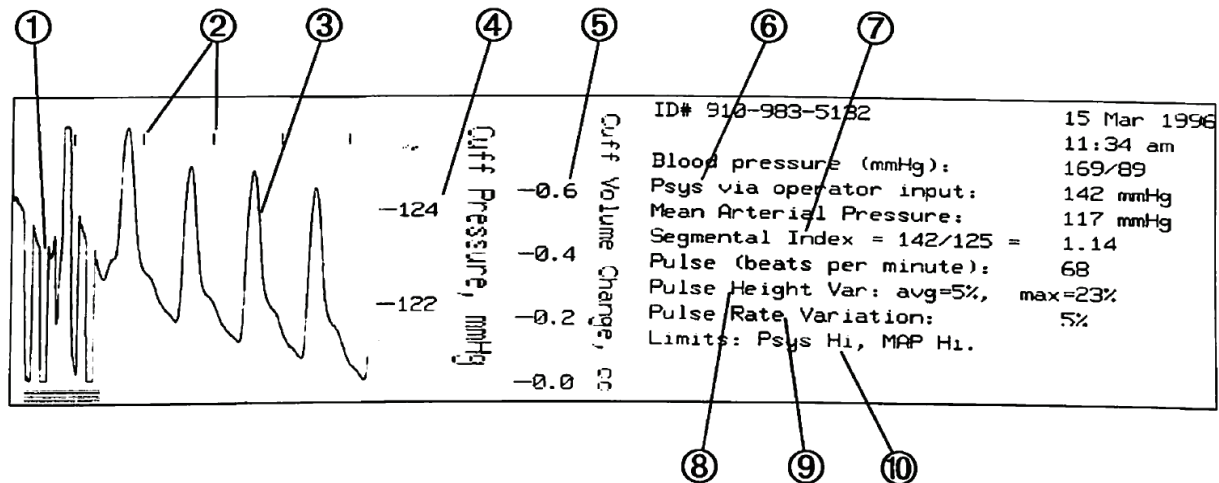 ① ② ③ ④ ⑤ ⑥ ⑦
-124
-122
Cuff Pressure, mmHg
-0.6
-0.4
-0.2
-0.0
Cuff Volume Change, cc
ID# 910-983-5132
15 Mar 1996
11:34 am
Blood pressure (mmHg): 169/89
Psys via operator input: 142 mmHg
Mean Arterial Pressure: 117 mmHg
Segmental Index = 142/125 = 1.14
Pulse (beats per minute): 68
Pulse Height Var: avg=5%, max=23%
Pulse Rate Variation: 5%
Limits: Psys Hi, MAP Hi.
⑧ ⑨ ⑩